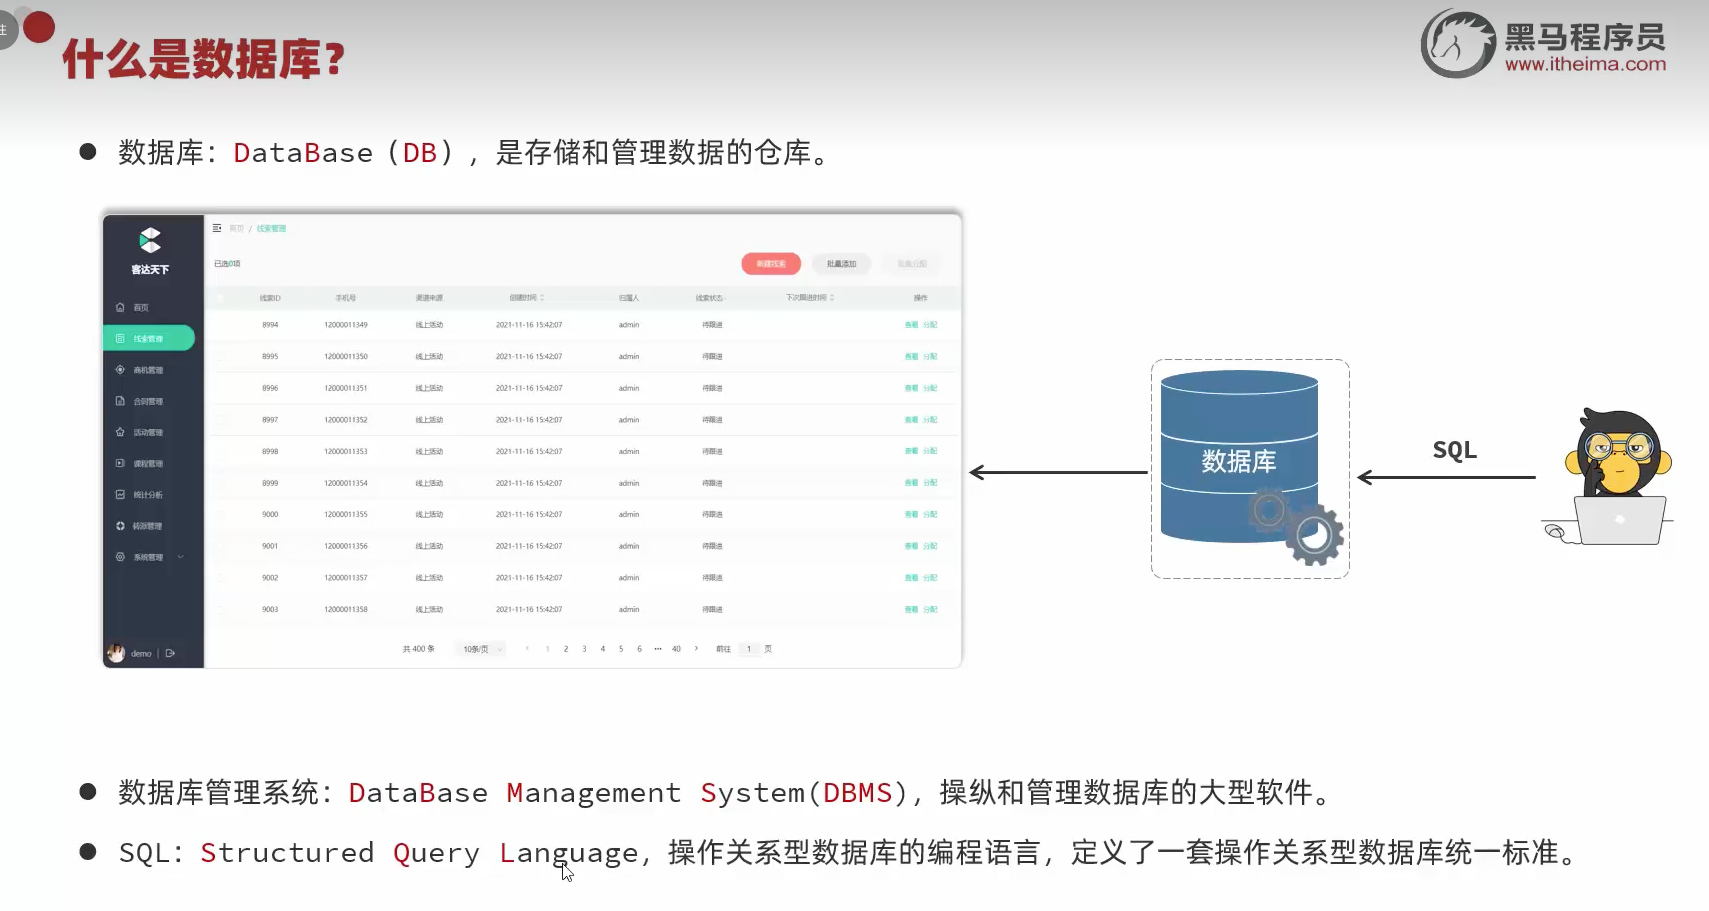 什么是数据库?
黑马程序员
www.itheima.com
数据库：DataBase（DB），是存储和管理数据的仓库。
客达天下
首页 / 线索管理
已选0项
新建线索 批量添加 批量分配
线索ID 手机号 渠道来源 创建时间 归属人 线索状态 下次跟进时间 操作
8994 12000011349 线上活动 2021-11-16 15:42:07 admin 待跟进 查看 分配
8995 12000011350 线上活动 2021-11-16 15:42:07 admin 待跟进 查看 分配
8996 12000011351 线上活动 2021-11-16 15:42:07 admin 待跟进 查看 分配
8997 12000011352 线上活动 2021-11-16 15:42:07 admin 待跟进 查看 分配
8998 12000011353 线上活动 2021-11-16 15:42:07 admin 待跟进 查看 分配
8999 12000011354 线上活动 2021-11-16 15:42:07 admin 待跟进 查看 分配
9000 12000011355 线上活动 2021-11-16 15:42:07 admin 待跟进 查看 分配
9001 12000011356 线上活动 2021-11-16 15:42:07 admin 待跟进 查看 分配
9002 12000011357 线上活动 2021-11-16 15:42:07 admin 待跟进 查看 分配
9003 12000011358 线上活动 2021-11-16 15:42:07 admin 待跟进 查看 分配
首页
线索管理
商机管理
合同管理
活动管理
课程管理
统计分析
转派管理
系统管理
demo
共 400 条 10条/页 1 2 3 4 5 6 ··· 40 前往 1 页
数据库
SQL
数据库管理系统：DataBase Management System(DBMS)，操纵和管理数据库的大型软件。
SQL：Structured Query Language，操作关系型数据库的编程语言，定义了一套操作关系型数据库统一标准。